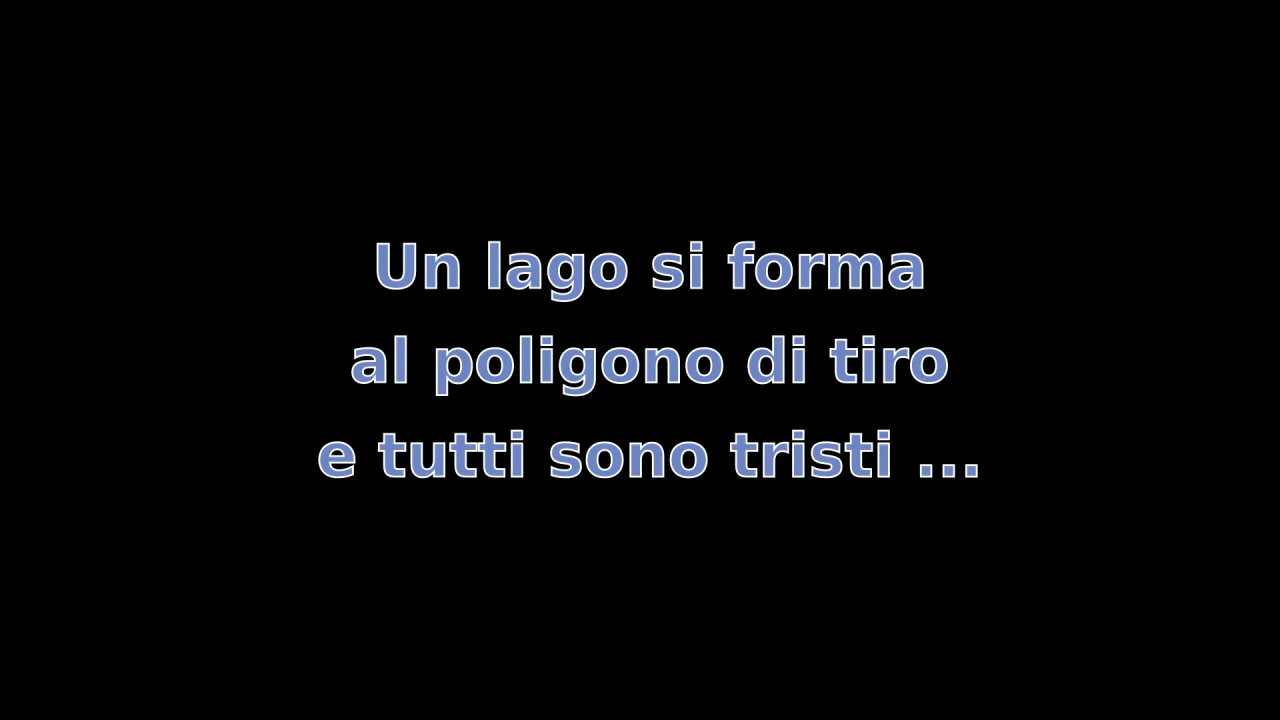 Un lago si forma
al poligono di tiro
e tutti sono tristi ...